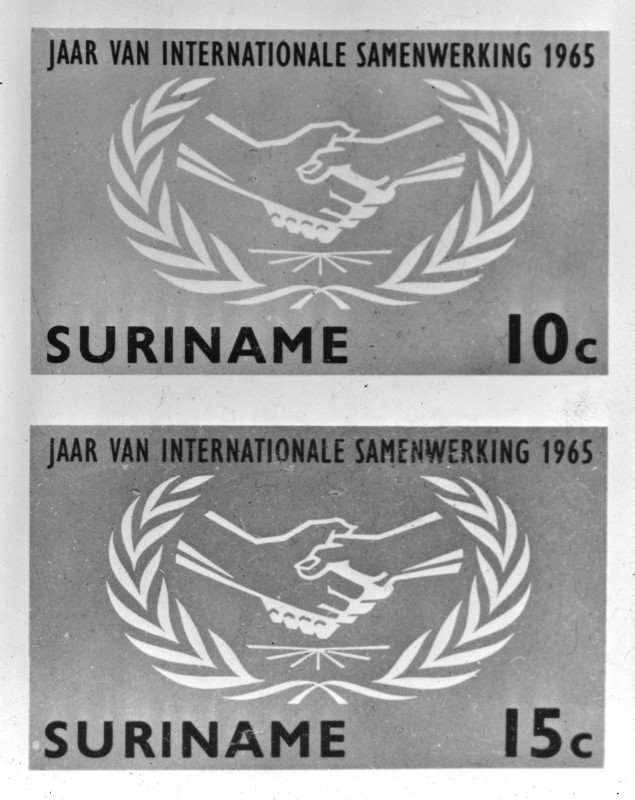 JAAR VAN INTERNATIONALE SAMENWERKING 1965
SURINAME 10c
JAAR VAN INTERNATIONALE SAMENWERKING 1965
SURINAME 15c